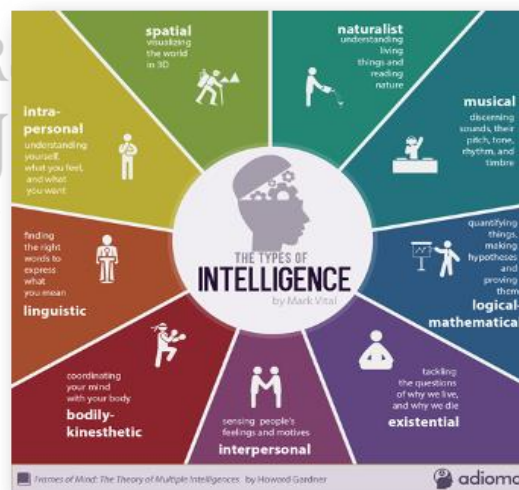 spatial
visualizing
the world
in 3D
naturalist
understanding
living
things and
reading
nature
musical
discerning
sounds, their
pitch, tone,
rhythm, and
timbre
quantifying
things,
making
hypotheses
and
proving
them
logical-
mathematical
tackling
the questions
of why we live,
and why we die
existential
sensing people's
feelings and motives
interpersonal
coordinating
your mind
with your body
bodily-
kinesthetic
finding
the right
words to
express
what
you mean
linguistic
intra-
personal
understanding
yourself,
what you feel,
and what
you want
THE TYPES OF
INTELLIGENCE
by Mark Vital
Frames of Mind: The Theory of Multiple Intelligences by Howard Gardner
adioma